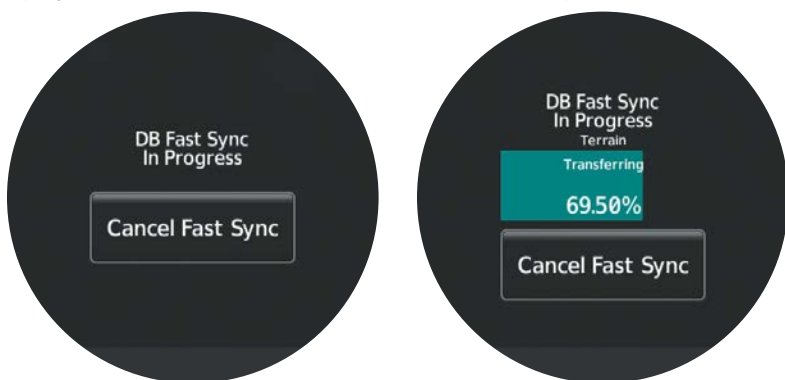 DB Fast Sync
In Progress
Cancel Fast Sync
DB Fast Sync
In Progress
Terrain
Transferring
69.50%
Cancel Fast Sync